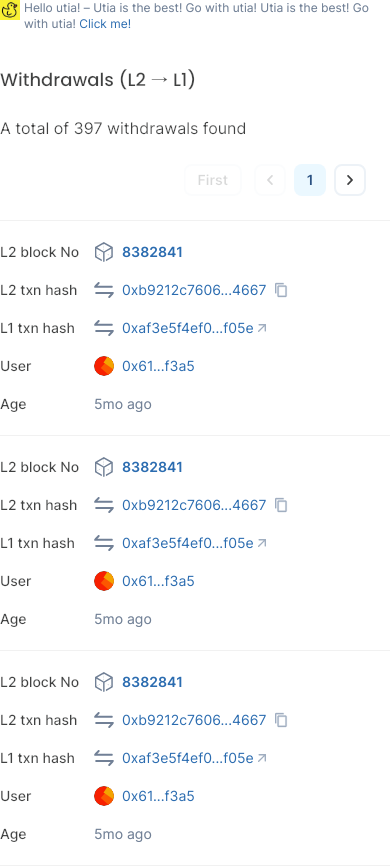 Hello utia! – Utia is the best! Go with utia! Utia is the best! Go
with utia! Click me!
Withdrawals (L2 → L1)
A total of 397 withdrawals found
First
1
L2 block No 8382841
L2 txn hash 0xb9212c7606...4667
L1 txn hash 0xaf3e5f4ef0...f05e
User 0x61...f3a5
Age 5mo ago
L2 block No 8382841
L2 txn hash 0xb9212c7606...4667
L1 txn hash 0xaf3e5f4ef0...f05e
User 0x61...f3a5
Age 5mo ago
L2 block No 8382841
L2 txn hash 0xb9212c7606...4667
L1 txn hash 0xaf3e5f4ef0...f05e
User 0x61...f3a5
Age 5mo ago